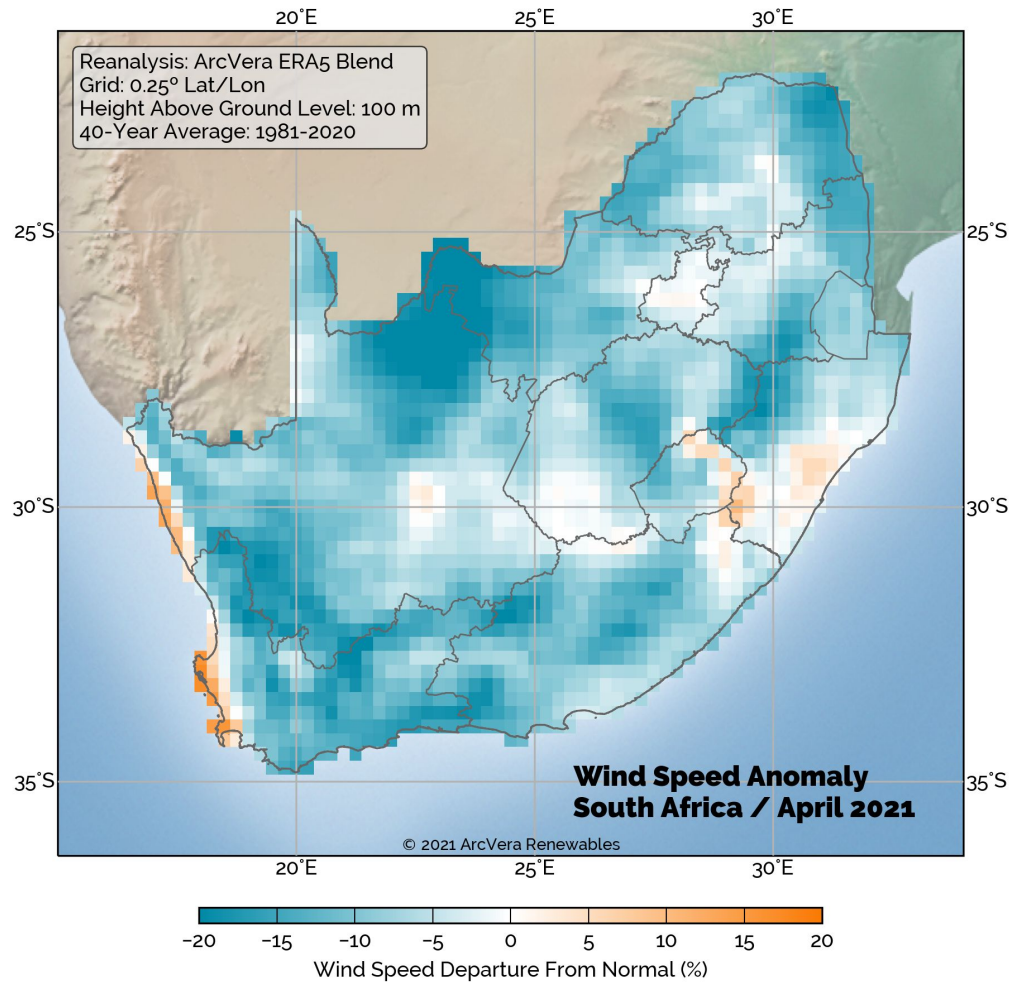 20°E 25°E 30°E
Reanalysis: ArcVera ERA5 Blend
Grid: 0.25º Lat/Lon
Height Above Ground Level: 100 m
40-Year Average: 1981-2020
25°S 25°S
30°S 30°S
35°S 35°S
Wind Speed Anomaly
South Africa / April 2021
© 2021 ArcVera Renewables
20°E 25°E 30°E
−20 −15 −10 −5 0 5 10 15 20
Wind Speed Departure From Normal (%)